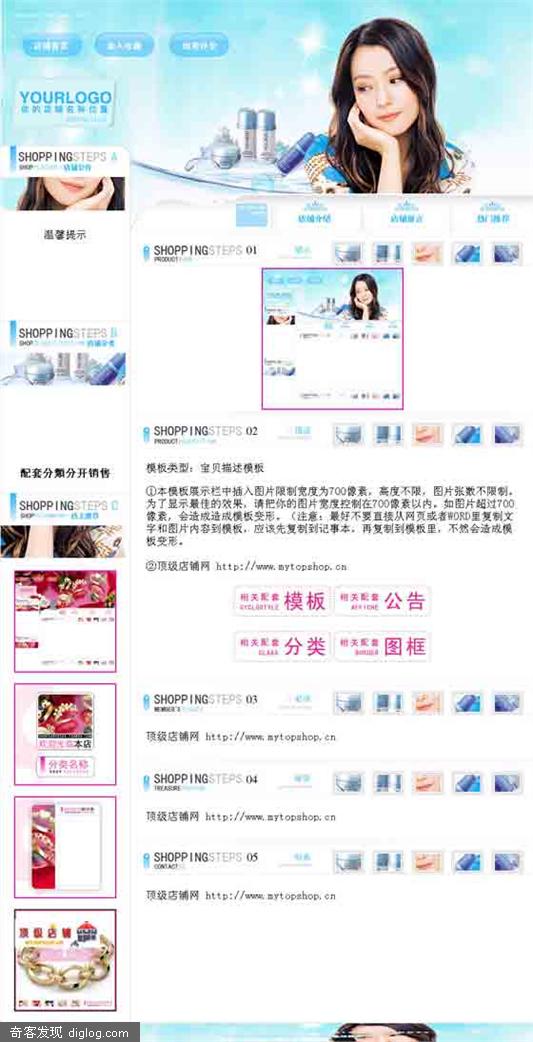 店铺首页 加入收藏 信用评价
YOURLOGO
你的店铺名称位置
SHOPPINGSTEPS A
店铺公告
温馨提示
SHOPPINGSTEPS B
店铺分类
配套分類分开销售
SHOPPINGSTEPS C
店铺介绍 热门推荐
SHOPPINGSTEPS 01
PRODUCT
SHOPPINGSTEPS 02
PRODUCT
模板类型：宝贝描述模板
①本模板展示栏中插入图片限制宽度为700像素，高度不限，图片张数不限制。
为了显示最佳的效果，请把你的图片宽度控制在700像素以内。如图片超过700
像素，会造成造成模板变形。（注意：最好不要直接从网页或者WORD里复制文
字和图片内容到模板，应该先复制到记事本，再复制到模板里，不然会造成模
板变形。
②顶级店铺网 http://www.mytopshop.cn
相关配套 模板
相关配套 公告
相关配套 分类
相关配套 图框
SHOPPINGSTEPS 03
MEMBER'S
顶级店铺网 http://www.mytopshop.cn
SHOPPINGSTEPS 04
TREASURE
顶级店铺网 http://www.mytopshop.cn
SHOPPINGSTEPS 05
CONTACT
顶级店铺网 http://www.mytopshop.cn
欢迎光临本店
分类名称
顶级店铺
奇客发现 diglog.com